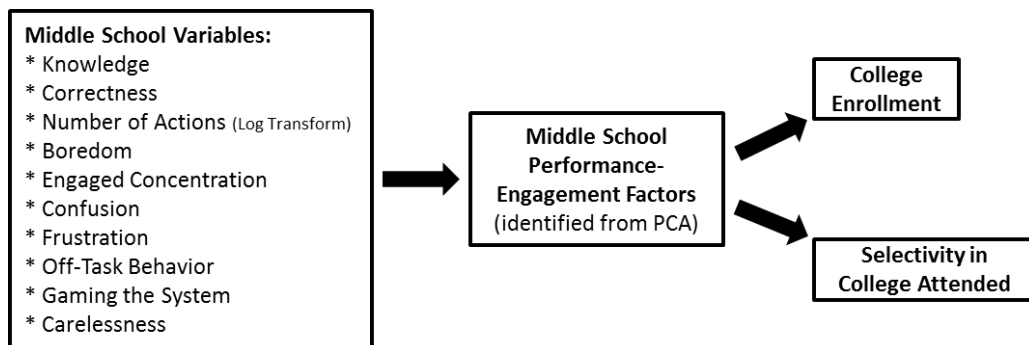 Middle School Variables:
* Knowledge
* Correctness
* Number of Actions (Log Transform)
* Boredom
* Engaged Concentration
* Confusion
* Frustration
* Off-Task Behavior
* Gaming the System
* Carelessness
Middle School
Performance-
Engagement Factors
(identified from PCA)
College
Enrollment
Selectivity in
College Attended